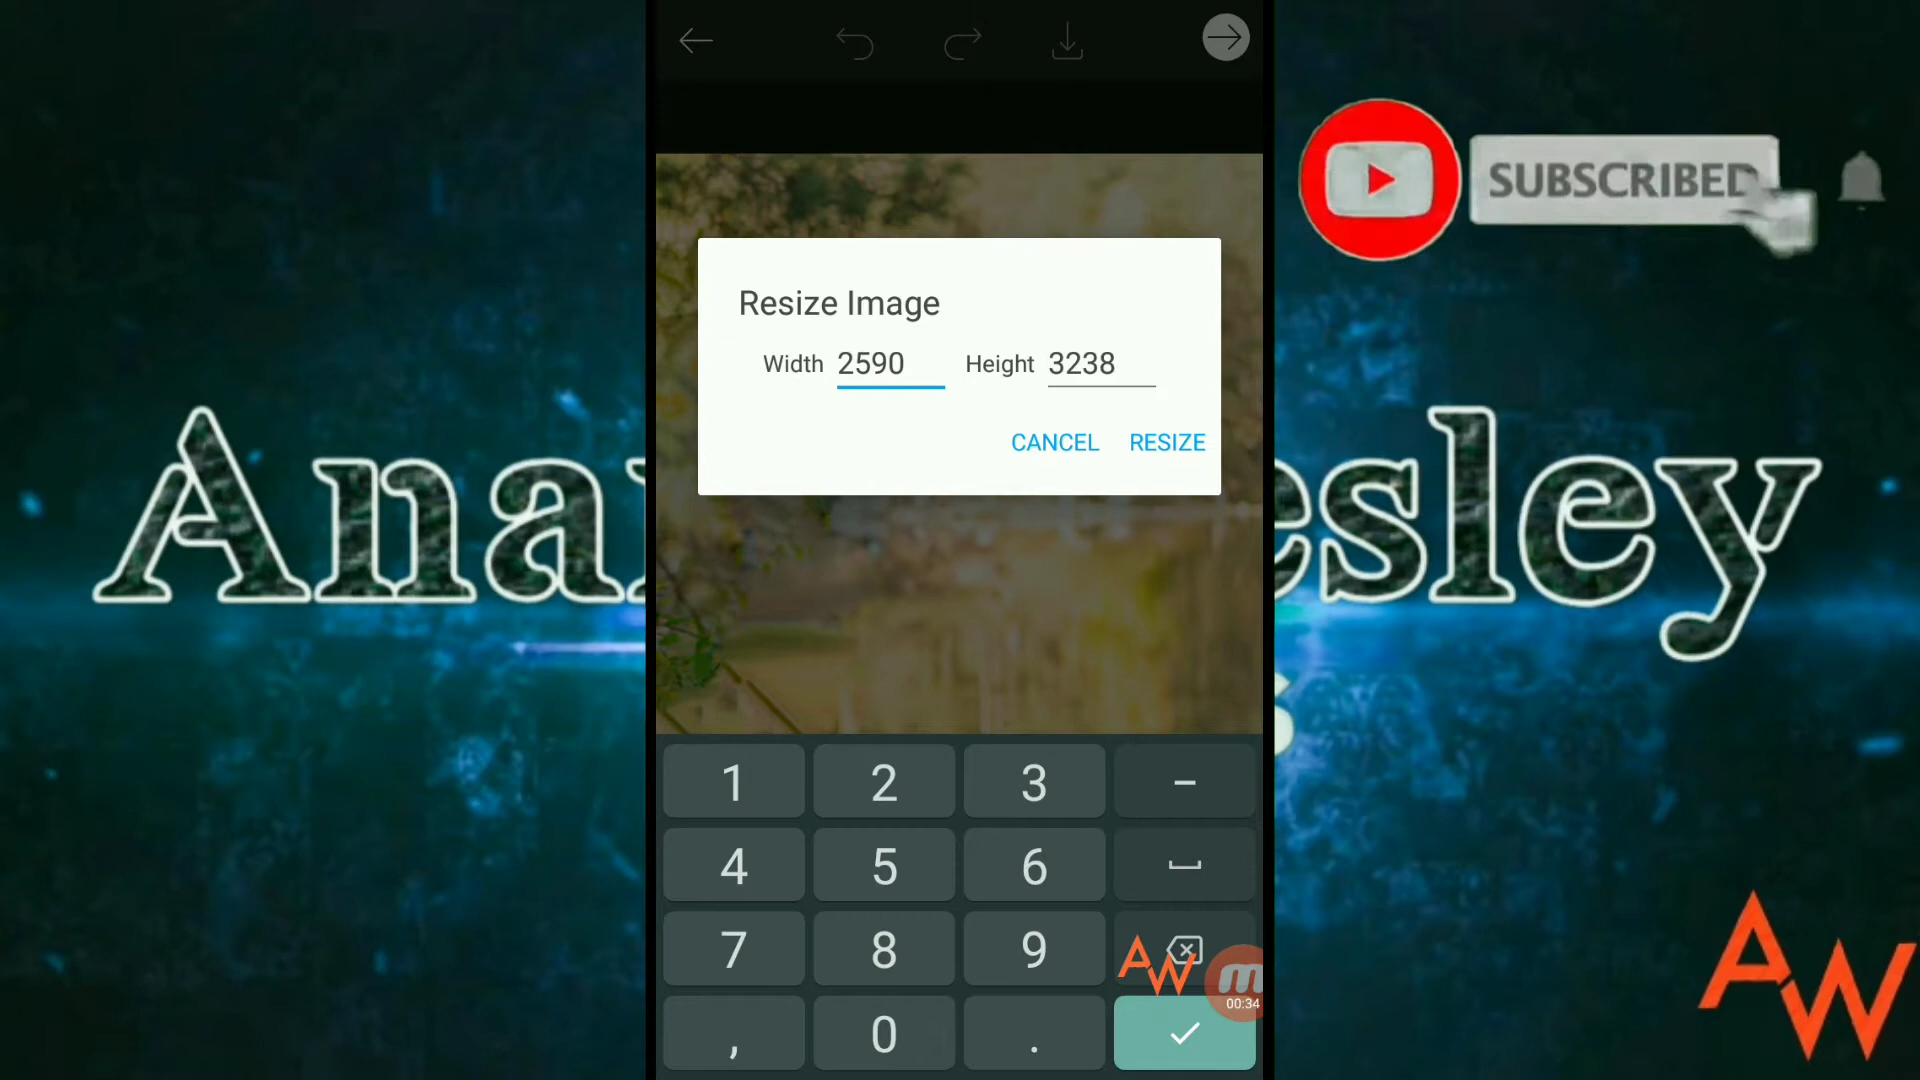 SUBSCRIBED
Resize Image
Width 2590 Height 3238
CANCEL RESIZE
Ana
esley
s
1 2 3 -
4 5 6
7 8 9
, 0 .
AW
00:34
AW